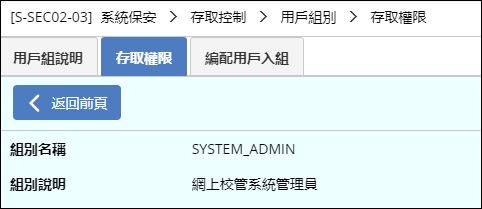 [S-SEC02-03] 系統保安 > 存取控制 > 用戶組別 > 存取權限
用戶組說明 存取權限 編配用戶入組
返回前頁
組別名稱 SYSTEM_ADMIN
組別說明 網上校管系統管理員